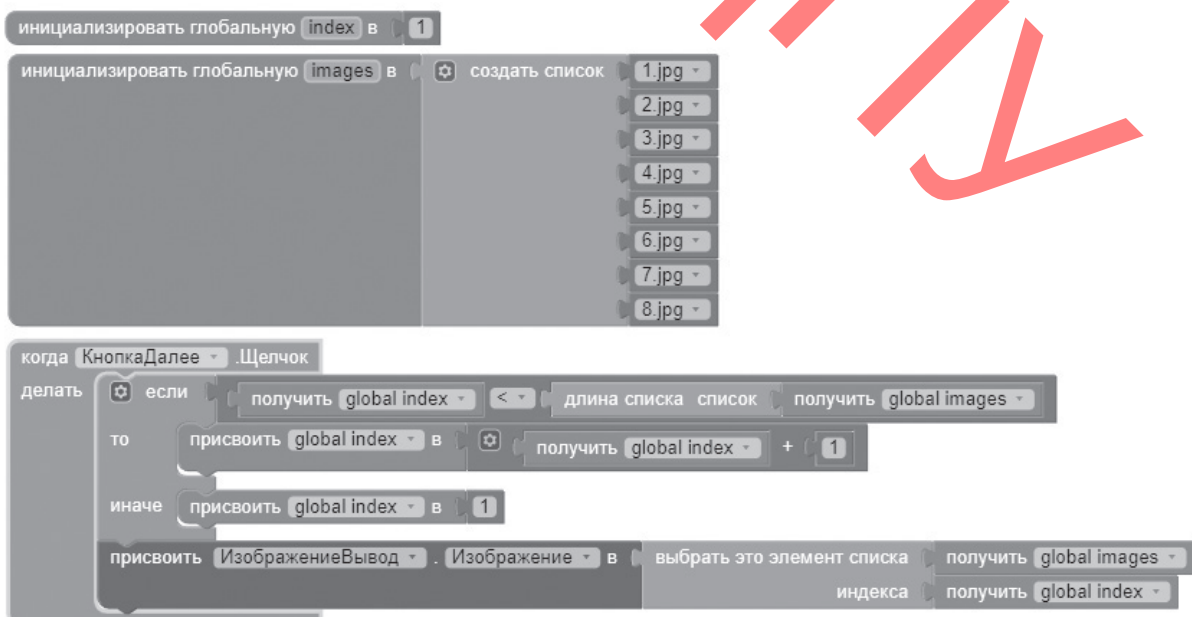 инициализировать глобальную index в 1
инициализировать глобальную images в создать список 1.jpg
2.jpg
3.jpg
4.jpg
5.jpg
6.jpg
7.jpg
8.jpg
когда КнопкаДалее .Щелчок
делать если получить global index < длина списка список получить global images
то присвоить global index в получить global index + 1
иначе присвоить global index в 1
присвоить ИзображениеВывод . Изображение в выбрать это элемент списка получить global images
индекса получить global index